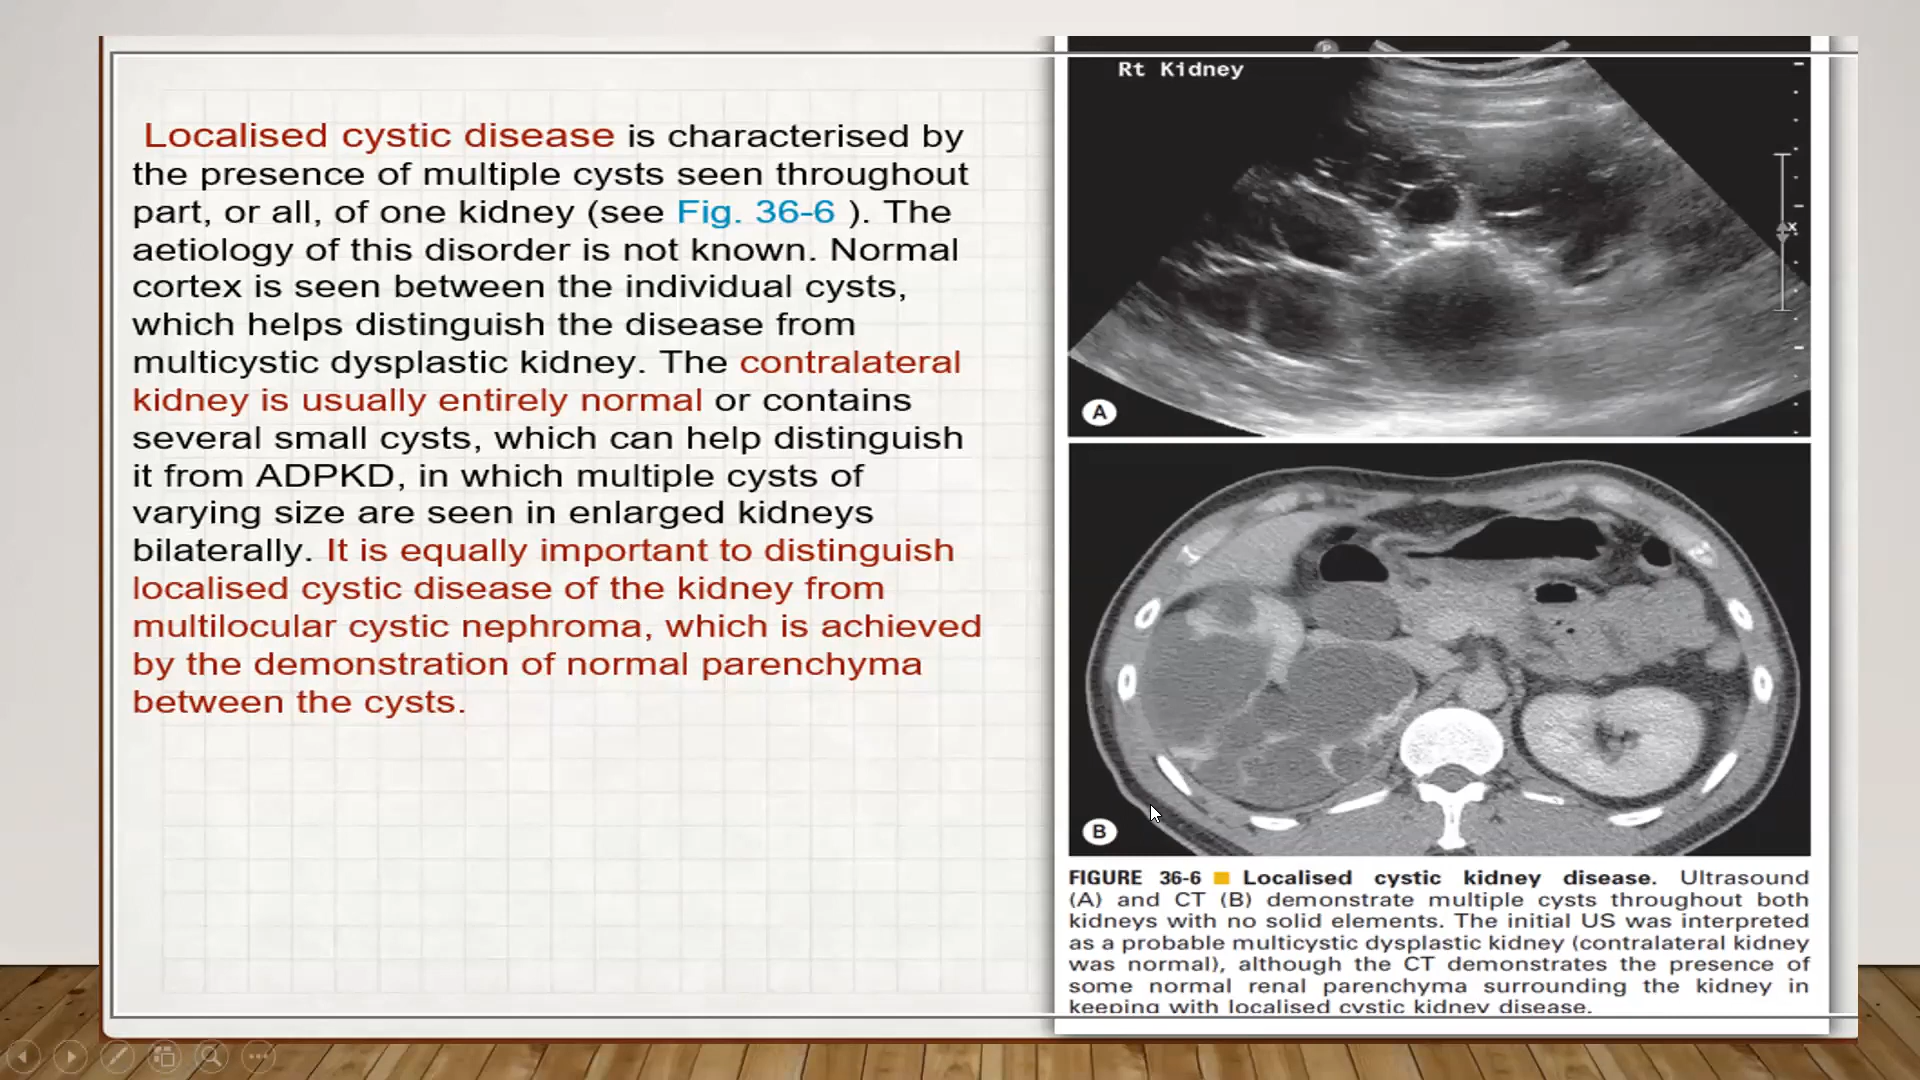 Localised cystic disease is characterised by
the presence of multiple cysts seen throughout
part, or all, of one kidney (see Fig. 36-6 ). The
aetiology of this disorder is not known. Normal
cortex is seen between the individual cysts,
which helps distinguish the disease from
multicystic dysplastic kidney. The contralateral
kidney is usually entirely normal or contains
several small cysts, which can help distinguish
it from ADPKD, in which multiple cysts of
varying size are seen in enlarged kidneys
bilaterally. It is equally important to distinguish
localised cystic disease of the kidney from
multilocular cystic nephroma, which is achieved
by the demonstration of normal parenchyma
between the cysts.
P
Rt Kidney
x
A
B
FIGURE 36-6 ■ Localised cystic kidney disease. Ultrasound
(A) and CT (B) demonstrate multiple cysts throughout both
kidneys with no solid elements. The initial US was interpreted
as a probable multicystic dysplastic kidney (contralateral kidney
was normal), although the CT demonstrates the presence of
some normal renal parenchyma surrounding the kidney in
keeping with localised cystic kidney disease.